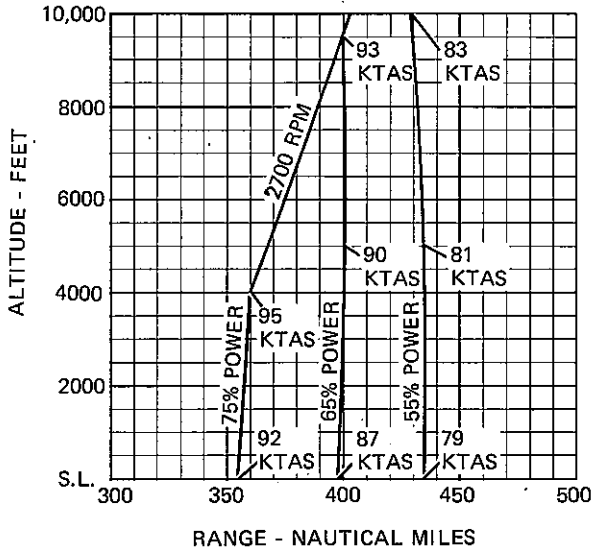 10,000
8000
6000
4000
2000
S.L.
ALTITUDE - FEET
93
KTAS
83
KTAS
2700 RPM
90
KTAS
81
KTAS
95
KTAS
75% POWER
65% POWER
55% POWER
92
KTAS
87
KTAS
79
KTAS
300
350
400
450
500
RANGE - NAUTICAL MILES